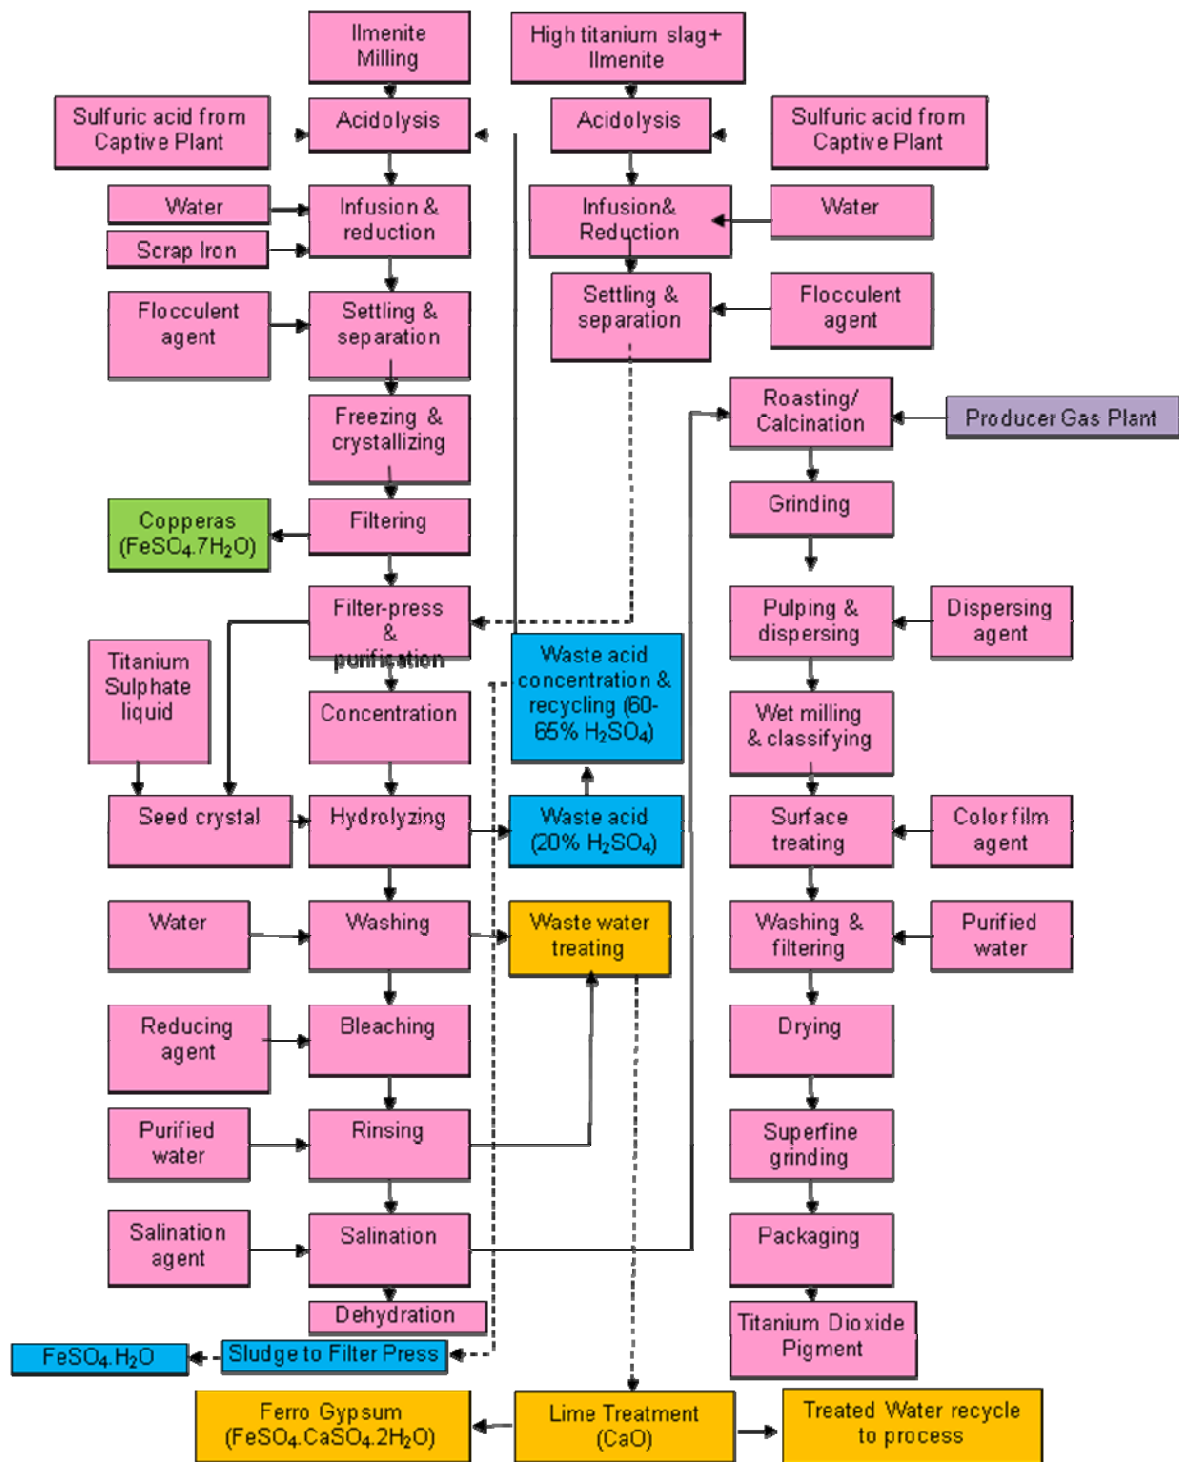 Ilmenite
Milling
High titanium slag+
Ilmenite
Sulfuric acid from
Captive Plant
Acidolysis
Acidolysis
Sulfuric acid from
Captive Plant
Water
Scrap Iron
Infusion &
reduction
Infusion&
Reduction
Water
Flocculent
agent
Settling &
separation
Settling &
separation
Flocculent
agent
Freezing &
crystallizing
Roasting/
Calcination
Producer Gas Plant
Copperas
(FeSO₄.7H₂O)
Filtering
Grinding
Filter-press
&
purification
Pulping &
dispersing
Dispersing
agent
Titanium
Sulphate
liquid
Concentration
Waste acid
concentration &
recycling (60-
65% H₂SO₄)
Wet milling
& classifying
Seed crystal
Hydrolyzing
Waste acid
(20% H₂SO₄)
Surface
treating
Color film
agent
Water
Washing
Waste water
treating
Washing &
filtering
Purified
water
Reducing
agent
Bleaching
Drying
Purified
water
Rinsing
Superfine
grinding
Salination
agent
Salination
Packaging
Dehydration
Titanium Dioxide
Pigment
FeSO₄.H₂O
Sludge to Filter Press
Ferro Gypsum
(FeSO₄.CaSO₄.2H₂O)
Lime Treatment
(CaO)
Treated Water recycle
to process